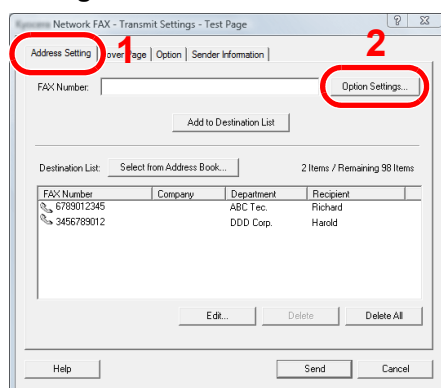 Network FAX - Transmit Settings - Test Page
Address Setting Page Option Sender Information
1
2
FAX Number:
Option Settings...
Add to Destination List
Destination List: Select from Address Book... 2 Items / Remaining 98 Items
FAX Number Company Department Recipient
6789012345 ABC Tec. Richard
3456789012 DDD Corp. Harold
Edit... Delete Delete All
Help Send Cancel